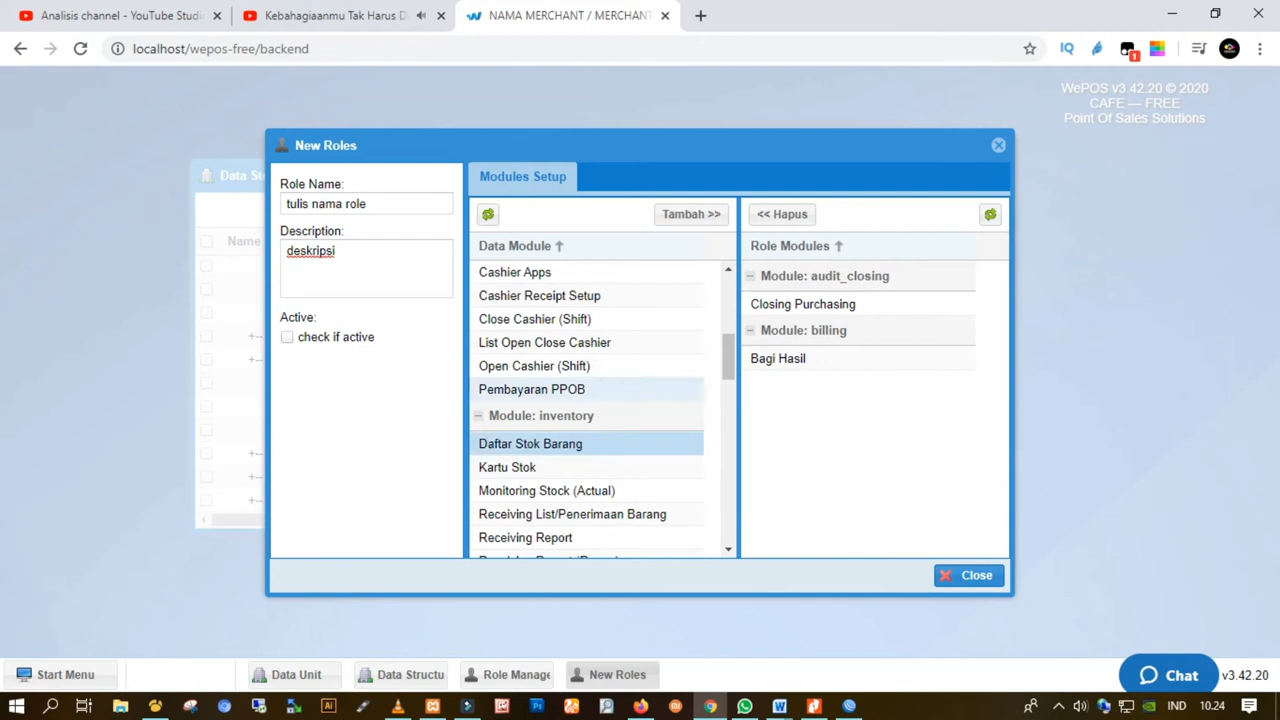 Analisis channel - YouTube Studi
Kebahagiaanmu Tak Harus D
NAMA MERCHANT / MERCHANT
localhost/wepos-free/backend
IQ
1
WePOS v3.42.20 © 2020
CAFE — FREE
Point Of Sales Solutions
Data St
Name
New Roles
Role Name:
tulis nama role
Description:
deskripsi
Active:
check if active
Modules Setup
Tambah >>
Data Module
Cashier Apps
Cashier Receipt Setup
Close Cashier (Shift)
List Open Close Cashier
Open Cashier (Shift)
Pembayaran PPOB
Module: inventory
Daftar Stok Barang
Kartu Stok
Monitoring Stock (Actual)
Receiving List/Penerimaan Barang
Receiving Report
<< Hapus
Role Modules
Module: audit_closing
Closing Purchasing
Module: billing
Bagi Hasil
Close
Start Menu
Data Unit
Data Structu
Role Manage
New Roles
Chat
v3.42.20
IND
10.24